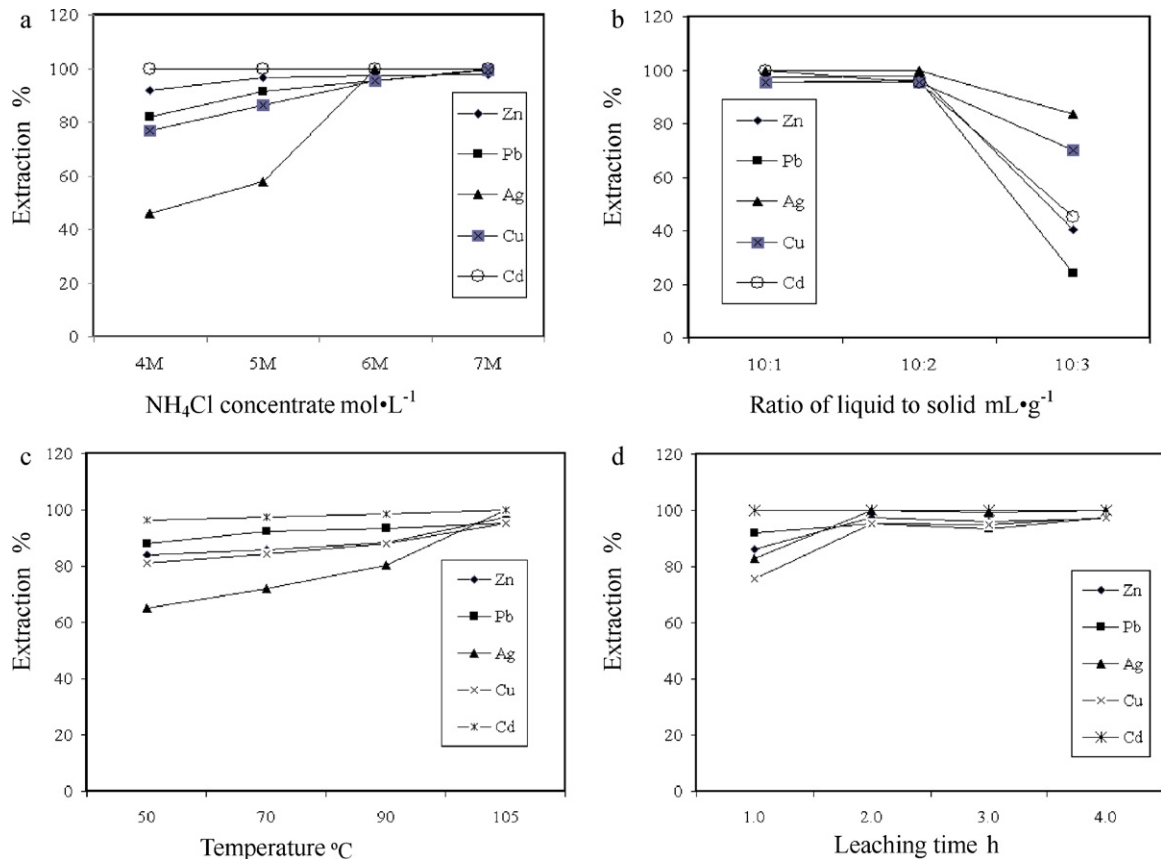 a
120
100
80
60
40
20
0
Extraction %
Zn
Pb
Ag
Cu
Cd
4M 5M 6M 7M
NH₄Cl concentrate mol•L⁻¹
b
120
100
80
60
40
20
0
Extraction %
Zn
Pb
Ag
Cu
Cd
10:1 10:2 10:3
Ratio of liquid to solid mL•g⁻¹
c
120
100
80
60
40
20
0
Extraction %
Zn
Pb
Ag
Cu
Cd
50 70 90 105
Temperature °C
d
120
100
80
60
40
20
0
Extraction %
Zn
Pb
Ag
Cu
Cd
1.0 2.0 3.0 4.0
Leaching time h